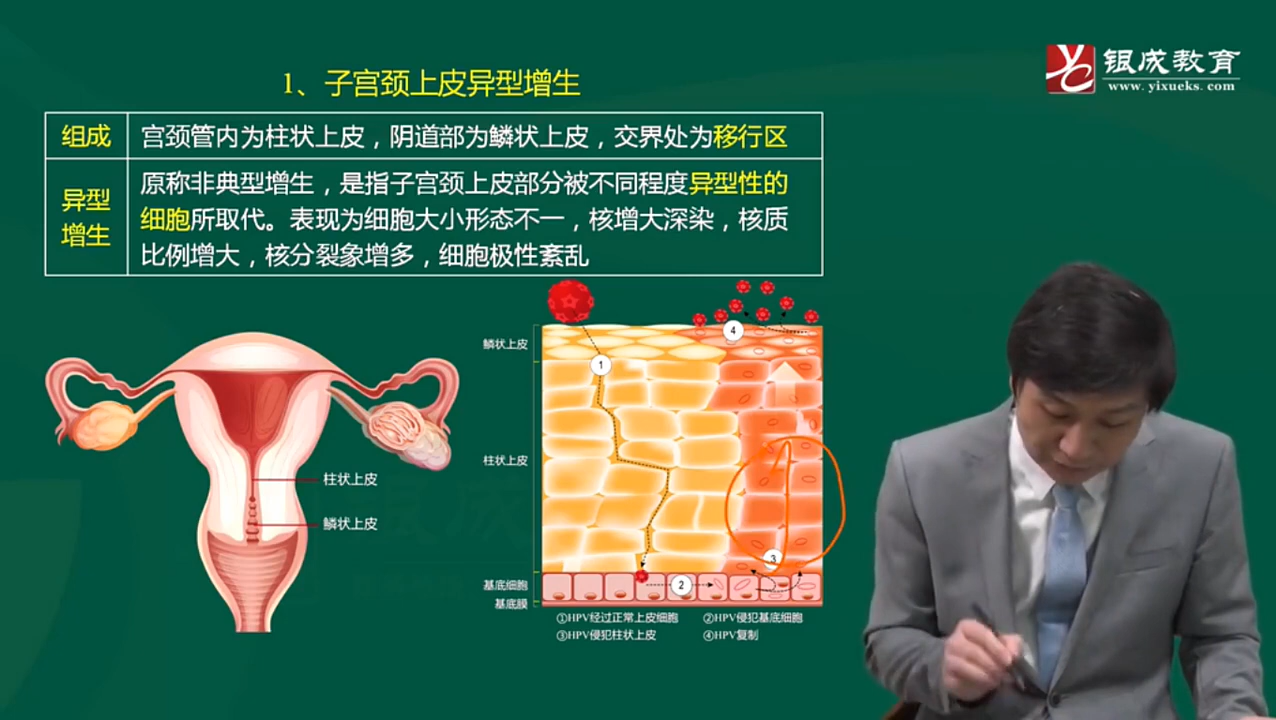 银成教育
www.yixueks.com
1、子宫颈上皮异型增生
组成
宫颈管内为柱状上皮，阴道部为鳞状上皮，交界处为移行区
异型
增生
原称非典型增生，是指子宫颈上皮部分被不同程度异型性的
细胞所取代。表现为细胞大小形态不一，核增大深染，核质
比例增大，核分裂象增多，细胞极性紊乱
柱状上皮
鳞状上皮
鳞状上皮
柱状上皮
基底细胞
基底膜
1
2
3
4
①HPV经过正常上皮细胞 ②HPV侵犯基底细胞
③HPV侵犯柱状上皮 ④HPV复制